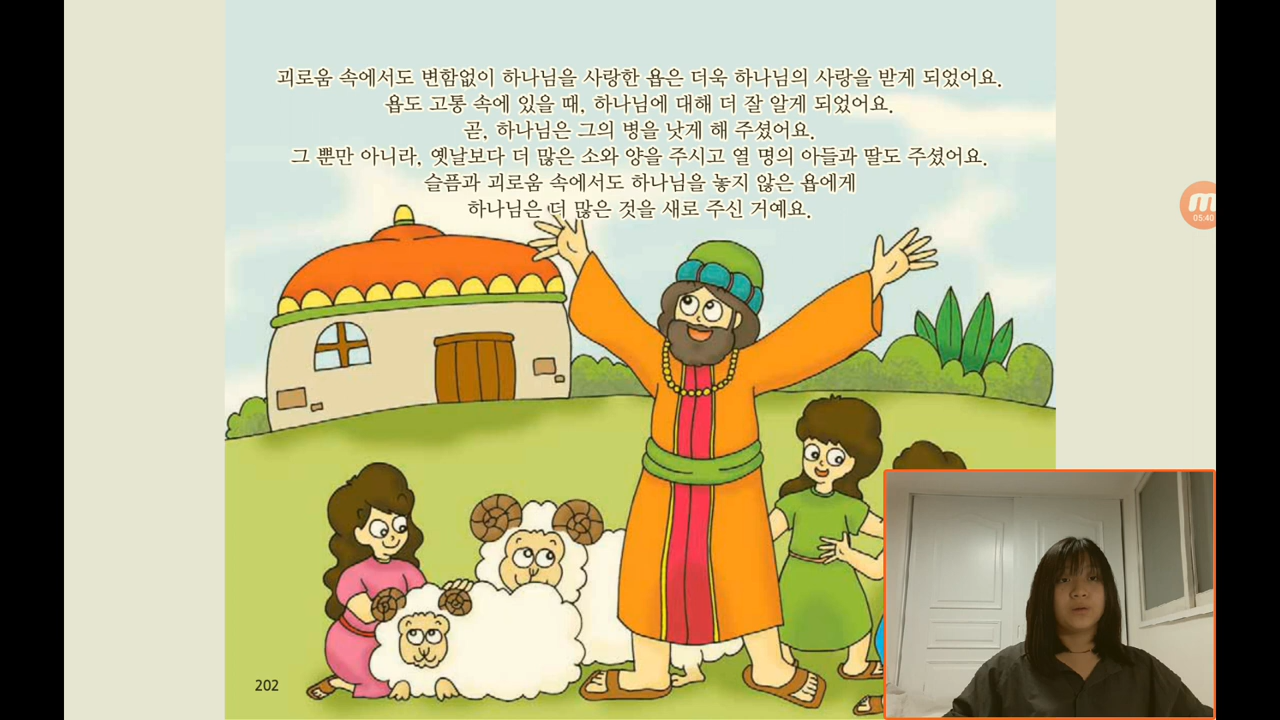 괴로움 속에서도 변함없이 하나님을 사랑한 욥은 더욱 하나님의 사랑을 받게 되었어요.
욥도 고통 속에 있을 때, 하나님에 대해 더 잘 알게 되었어요.
곧, 하나님은 그의 병을 낫게 해 주셨어요.
그 뿐만 아니라, 옛날보다 더 많은 소와 양을 주시고 열 명의 아들과 딸도 주셨어요.
슬픔과 괴로움 속에서도 하나님을 놓지 않은 욥에게
하나님은 더 많은 것을 새로 주신 거예요.
05:40
202